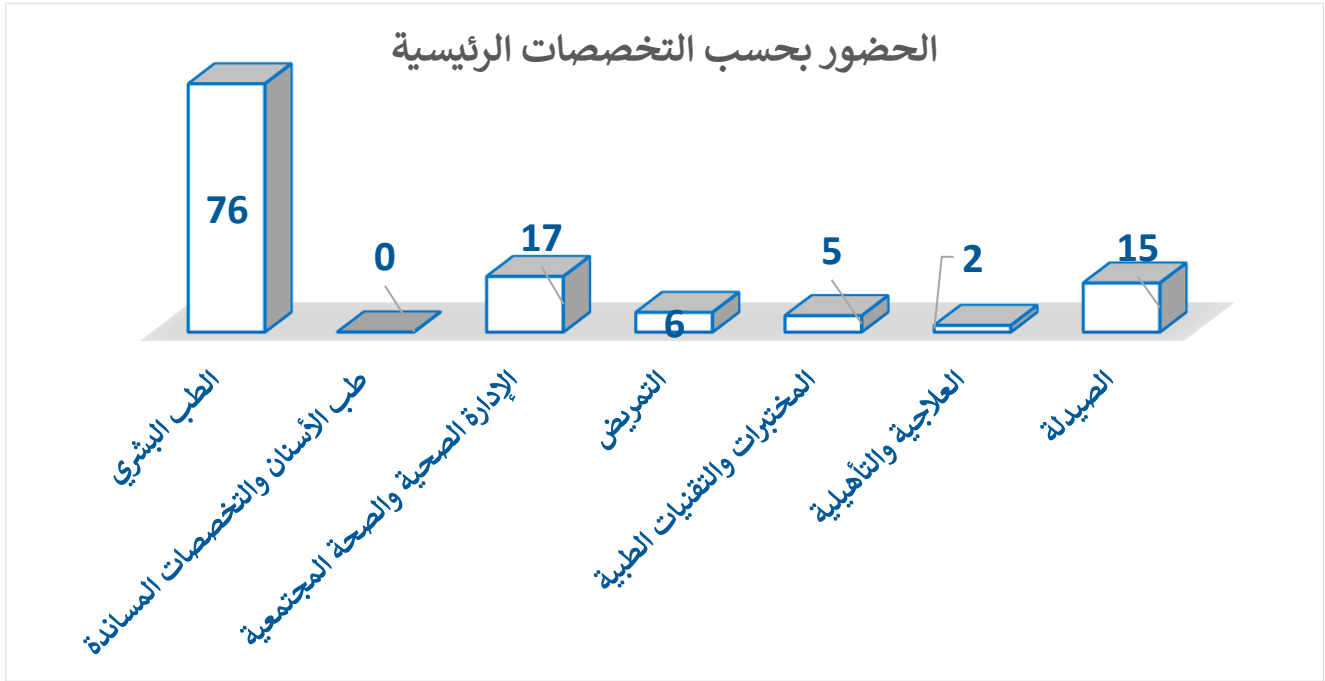 الحضور بحسب التخصصات الرئيسية
76
0
17
6
5
2
15
الطب البشري
طب الأسنان والتخصصات المساندة
الإدارة الصحية والصحة المجتمعية
التمريض
المختبرات والتقنيات الطبية
العلاجية والتأهيلية
الصيدلة